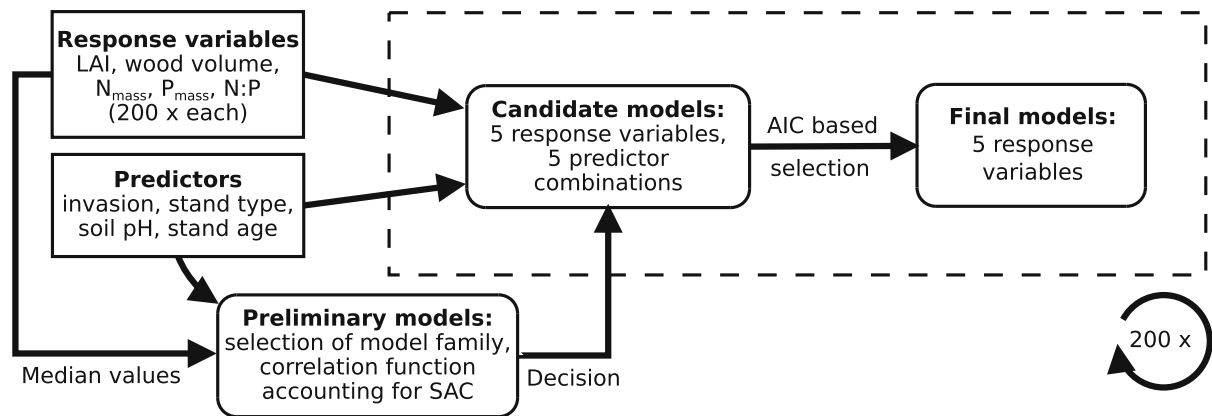 Response variables
LAI, wood volume,
Nmass, Pmass, N:P
(200 x each)
Predictors
invasion, stand type,
soil pH, stand age
Candidate models:
5 response variables,
5 predictor
combinations
AIC based
selection
Final models:
5 response
variables
Preliminary models:
selection of model family,
correlation function
accounting for SAC
Median values
Decision
200 x